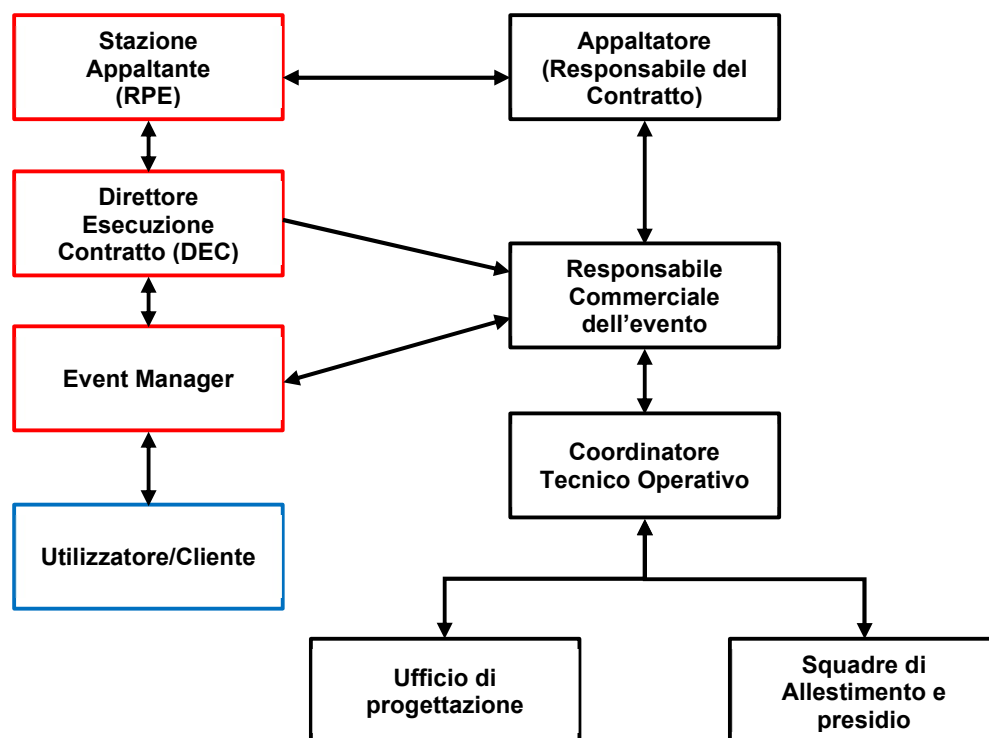 Stazione
Appaltante
(RPE)
Appaltatore
(Responsabile del
Contratto)
Direttore
Esecuzione
Contratto (DEC)
Responsabile
Commerciale
dell’evento
Event Manager
Coordinatore
Tecnico Operativo
Utilizzatore/Cliente
Ufficio di
progettazione
Squadre di
Allestimento e
presidio